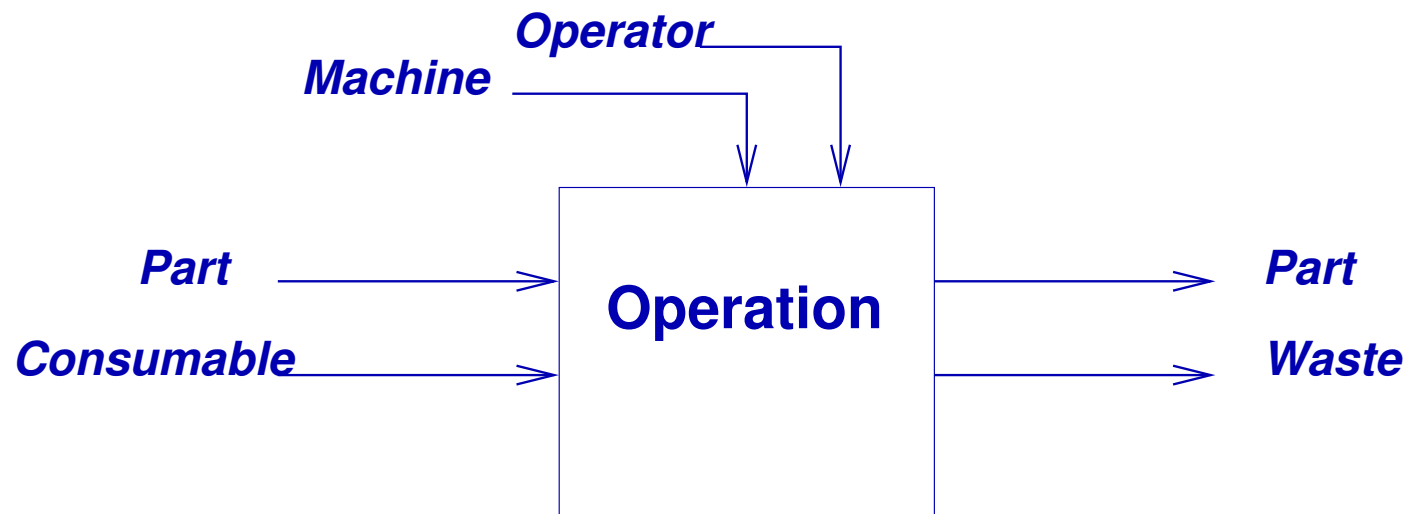 Operator
Machine
Part
Part
Operation
Consumable
Waste